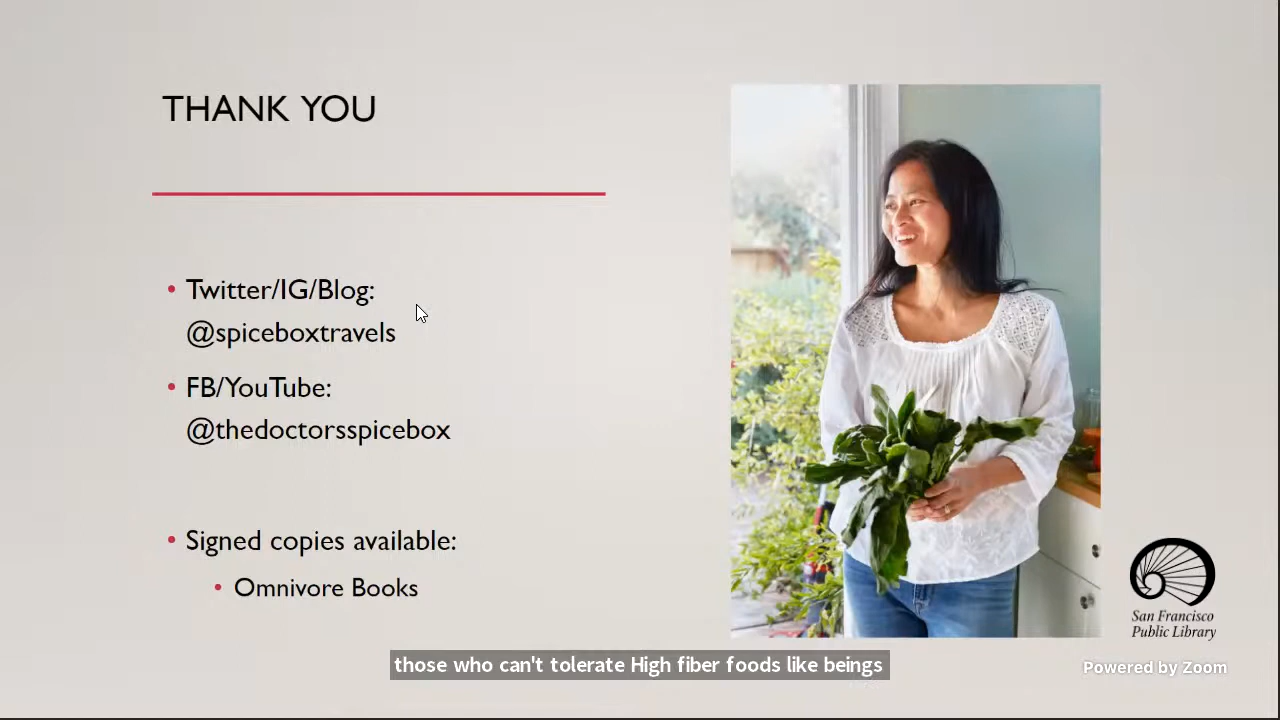 THANK YOU
• Twitter/IG/Blog:
@spiceboxtravels
• FB/YouTube:
@thedoctorsspicebox
• Signed copies available:
• Omnivore Books
San Francisco
Public Library
those who can't tolerate High fiber foods like beings
Powered by Zoom